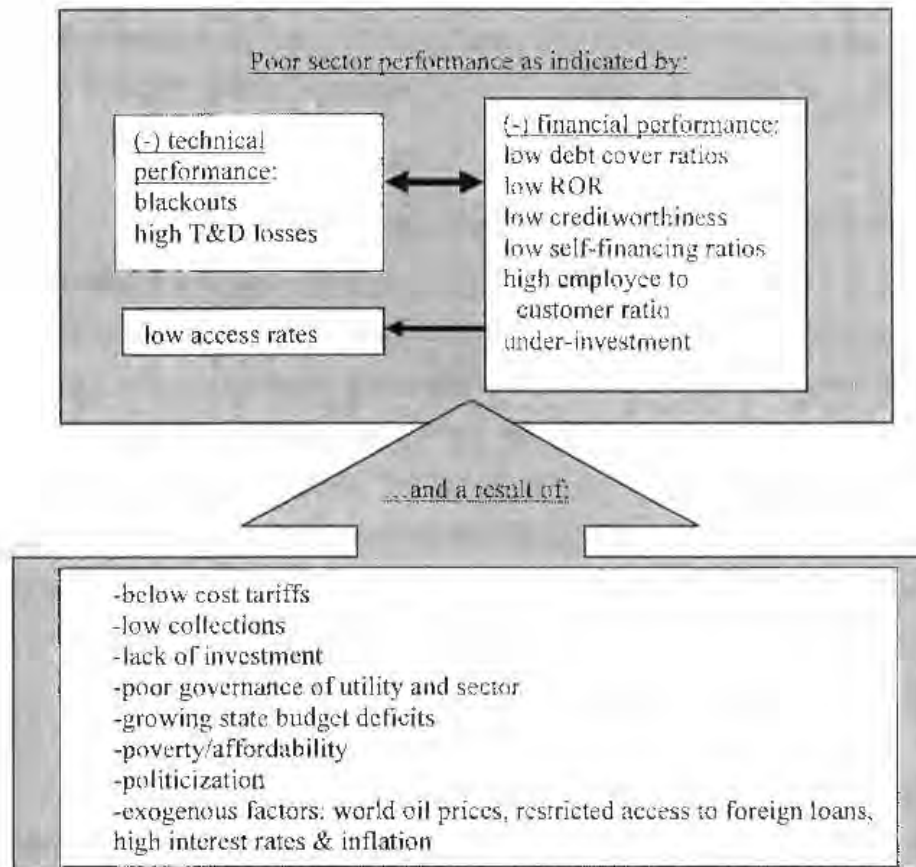 Poor sector performance as indicated by:
(-) technical
performance:
blackouts
high T&D losses
(-) financial performance:
low debt cover ratios
low ROR
low creditworthiness
low self-financing ratios
high employee to
customer ratio
under-investment
low access rates
...and a result of:
-below cost tariffs
-low collections
-lack of investment
-poor governance of utility and sector
-growing state budget deficits
-poverty/affordability
-politicization
-exogenous factors: world oil prices, restricted access to foreign loans,
high interest rates & inflation